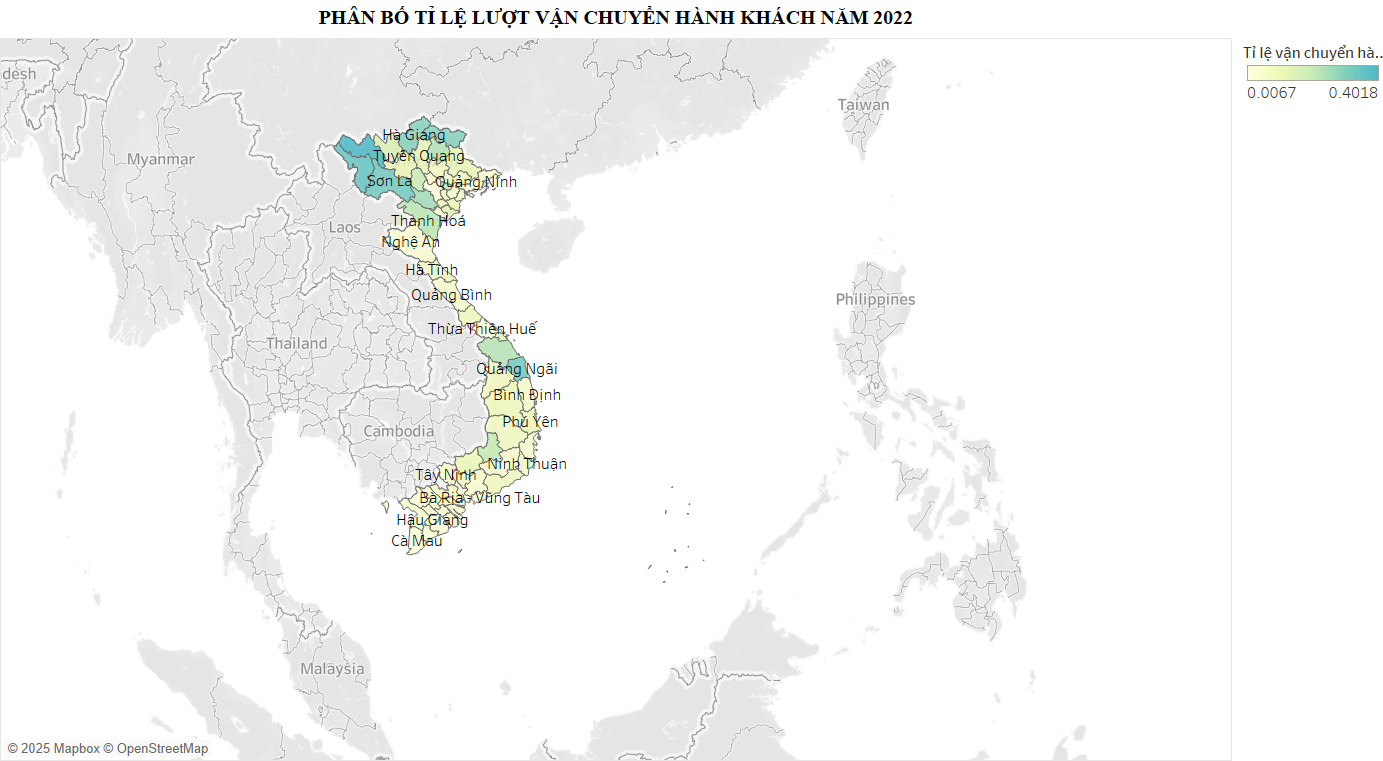 PHÂN BỐ TỈ LỆ LƯỢT VẬN CHUYỂN HÀNH KHÁCH NĂM 2022
Tỉ lệ vận chuyển hà..
0.0067 0.4018
desh
Taiwan
Hà Giang
Tuyên Quang
Myanmar
Sơn La
Quảng Ninh
Thanh Hoá
Laos
Nghệ An
Hà Tĩnh
Quảng Bình
Philippines
Thừa Thiên Huế
Thailand
Quảng Ngãi
Bình Định
Phú Yên
Cambodia
Ninh Thuận
Tây Ninh
Bà Rịa - Vũng Tàu
Hậu Giang
Cà Mau
Malaysia
© 2025 Mapbox © OpenStreetMap